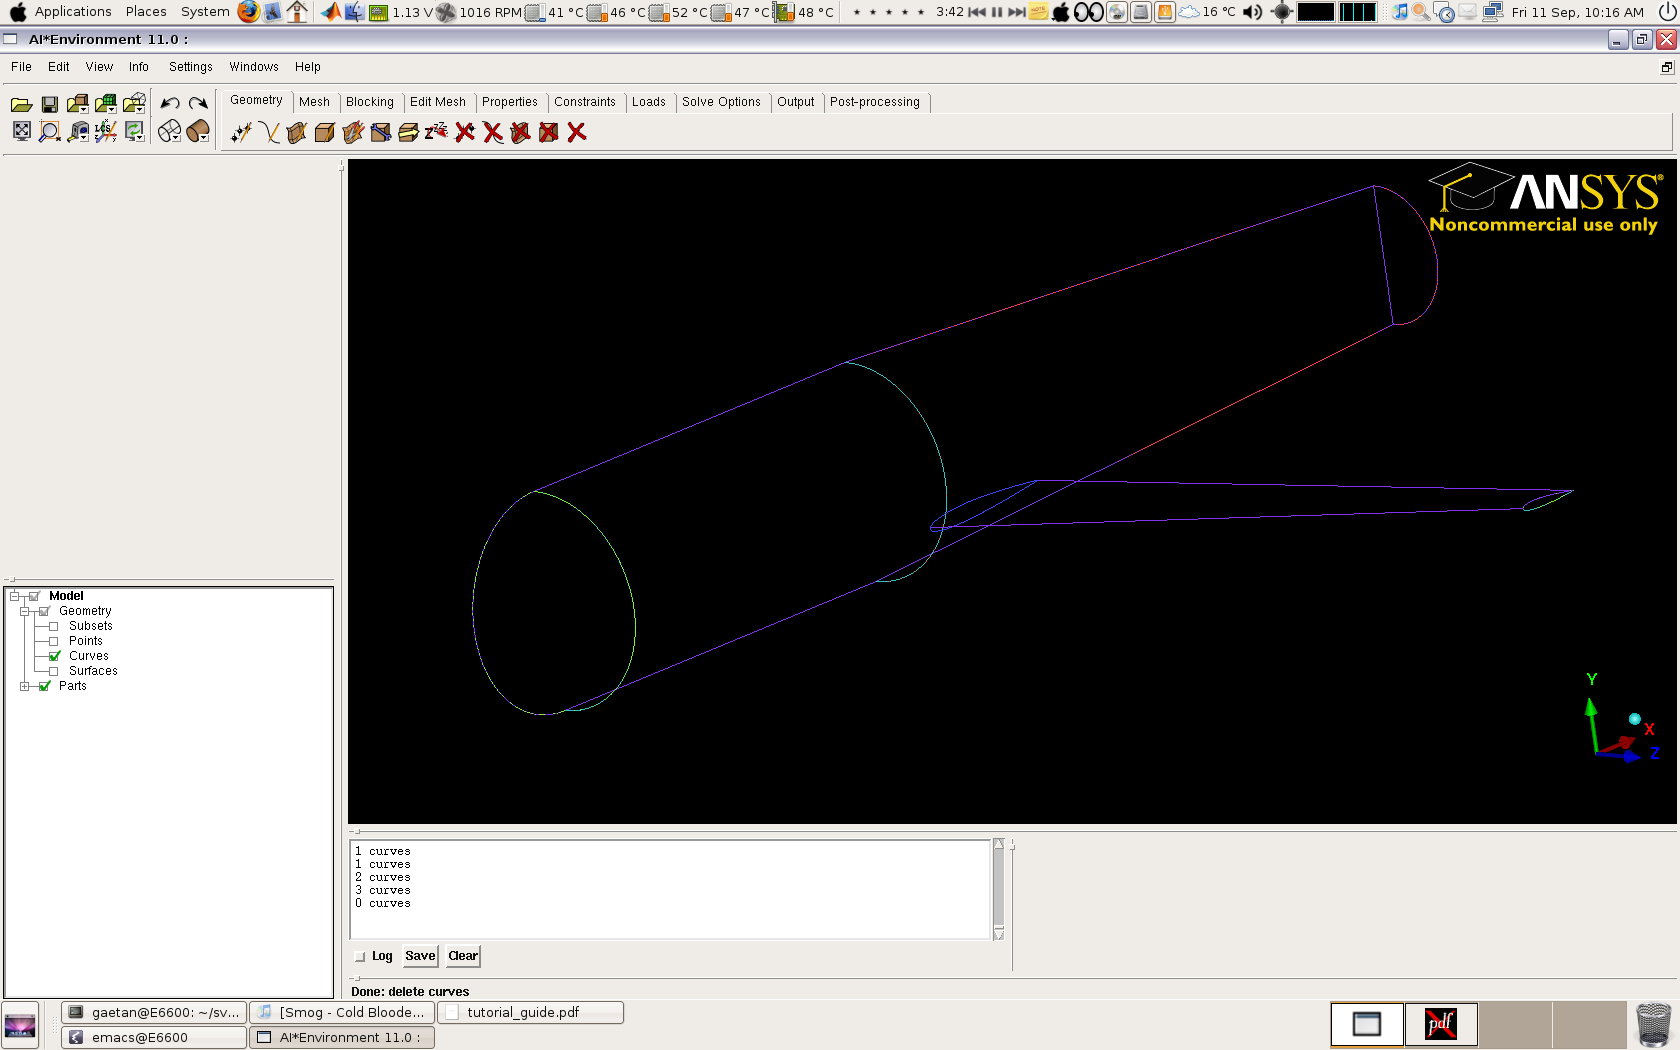 Applications Places System 1.13 V 1016 RPM 41 °C 46 °C 52 °C 47 °C 48 °C 3:42 16 °C Fri 11 Sep, 10:16 AM
AI*Environment 11.0 :
File Edit View Info Settings Windows Help
Geometry Mesh Blocking Edit Mesh Properties Constraints Loads Solve Options Output Post-processing
LCS
ANSYS®
Noncommercial use only
Model
Geometry
Subsets
Points
Curves
Surfaces
Parts
Y
X
Z
1 curves
1 curves
2 curves
3 curves
0 curves
Log Save Clear
Done: delete curves
gaetan@E6600: ~/sv... [Smog - Cold Bloode... tutorial_guide.pdf
emacs@E6600 AI*Environment 11.0 :
pdf